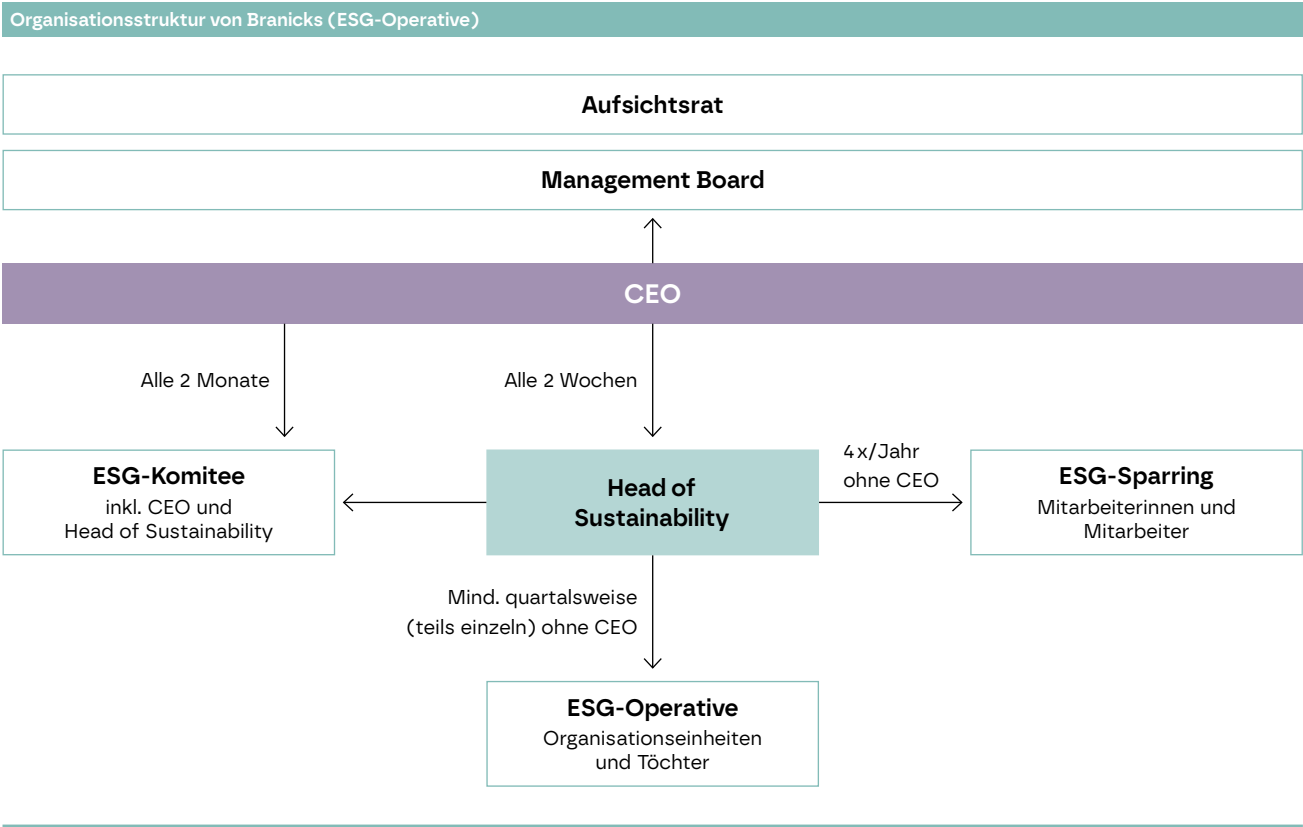 Organisationsstruktur von Branicks (ESG-Operative)
Aufsichtsrat
Management Board
CEO
Alle 2 Monate
Alle 2 Wochen
ESG-Komitee
inkl. CEO und
Head of Sustainability
Head of
Sustainability
4x/Jahr
ohne CEO
ESG-Sparring
Mitarbeiterinnen und
Mitarbeiter
Mind. quartalsweise
(teils einzeln) ohne CEO
ESG-Operative
Organisationseinheiten
und Töchter